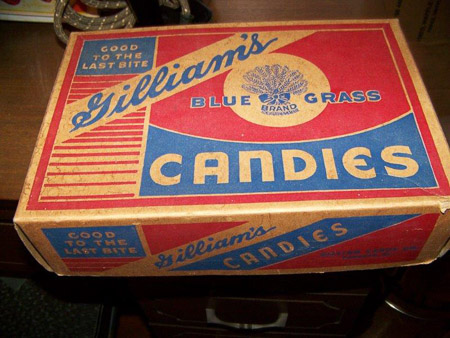 GOOD
TO THE
LAST BITE
Gilliam's
BLUE GRASS
BRAND
CANDIES
GOOD
TO THE
LAST BITE
Gilliam's
CANDIES